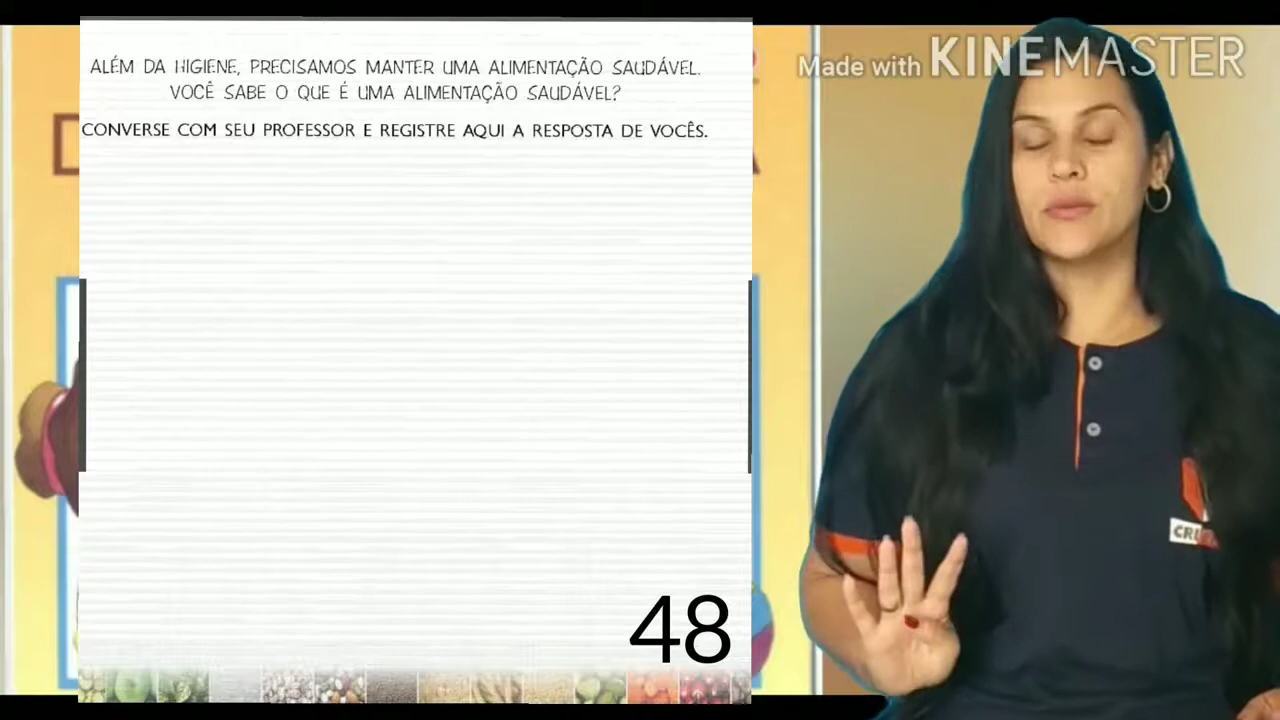 Made with KINEMASTER
ALÉM DA HIGIENE, PRECISAMOS MANTER UMA ALIMENTAÇÃO SAUDÁVEL.
VOCÊ SABE O QUE É UMA ALIMENTAÇÃO SAUDÁVEL?
CONVERSE COM SEU PROFESSOR E REGISTRE AQUI A RESPOSTA DE VOCÊS.
48